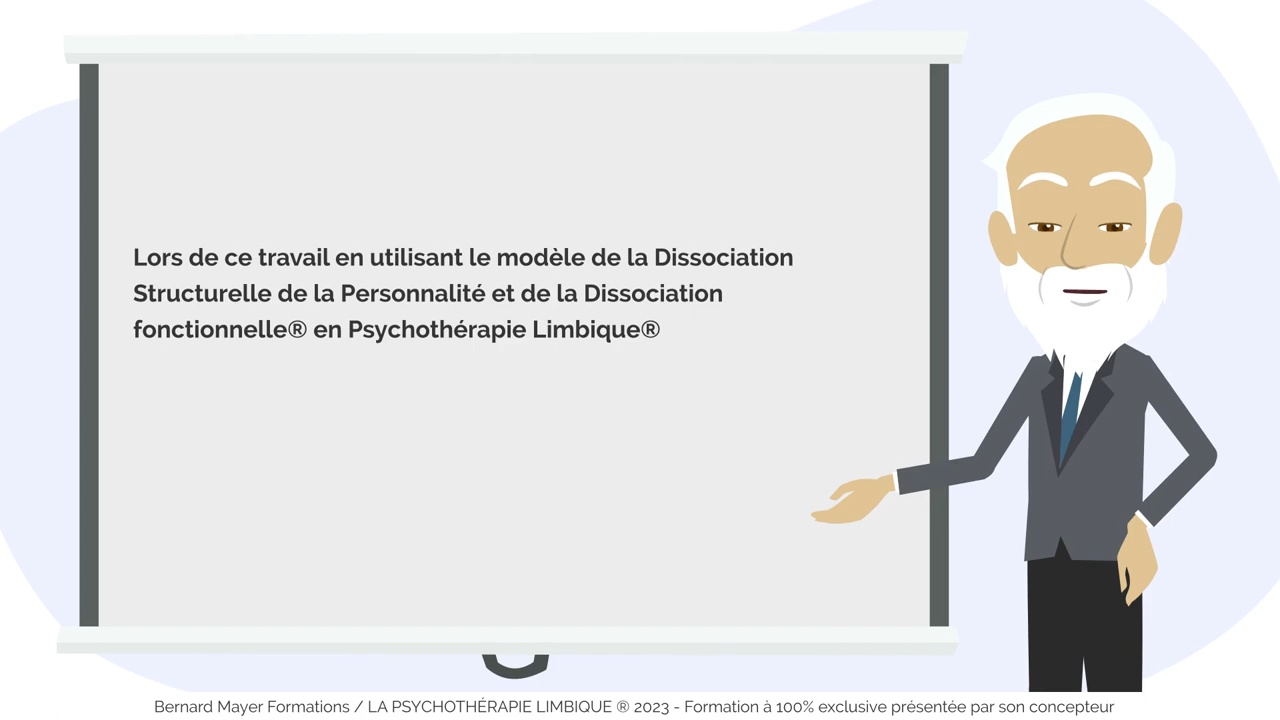 Lors de ce travail en utilisant le modèle de la Dissociation
Structurelle de la Personnalité et de la Dissociation
fonctionnelle® en Psychothérapie Limbique®
Bernard Mayer Formations / LA PSYCHOTHÉRAPIE LIMBIQUE ® 2023 - Formation à 100% exclusive présentée par son concepteur